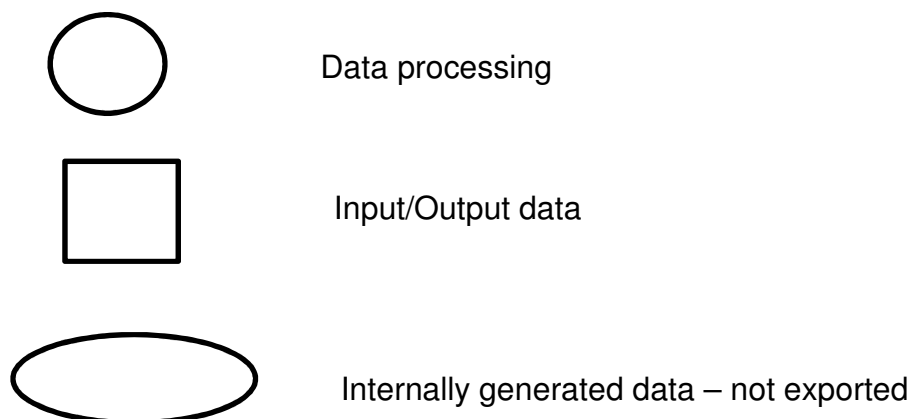 Data processing
Input/Output data
Internally generated data – not exported